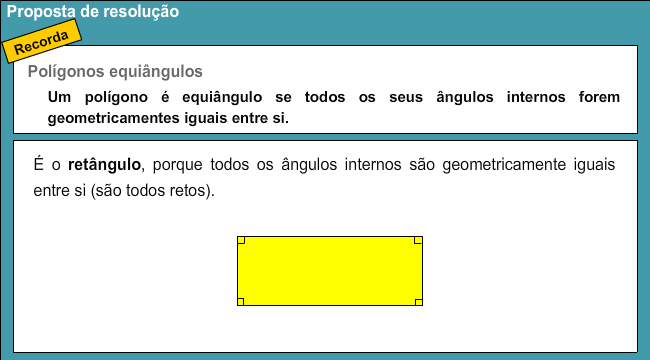 Proposta de resolução
Recorda
Polígonos equiângulos
Um polígono é equiângulo se todos os seus ângulos internos forem
geometricamentes iguais entre si.
É o retângulo, porque todos os ângulos internos são geometricamente iguais
entre si (são todos retos).